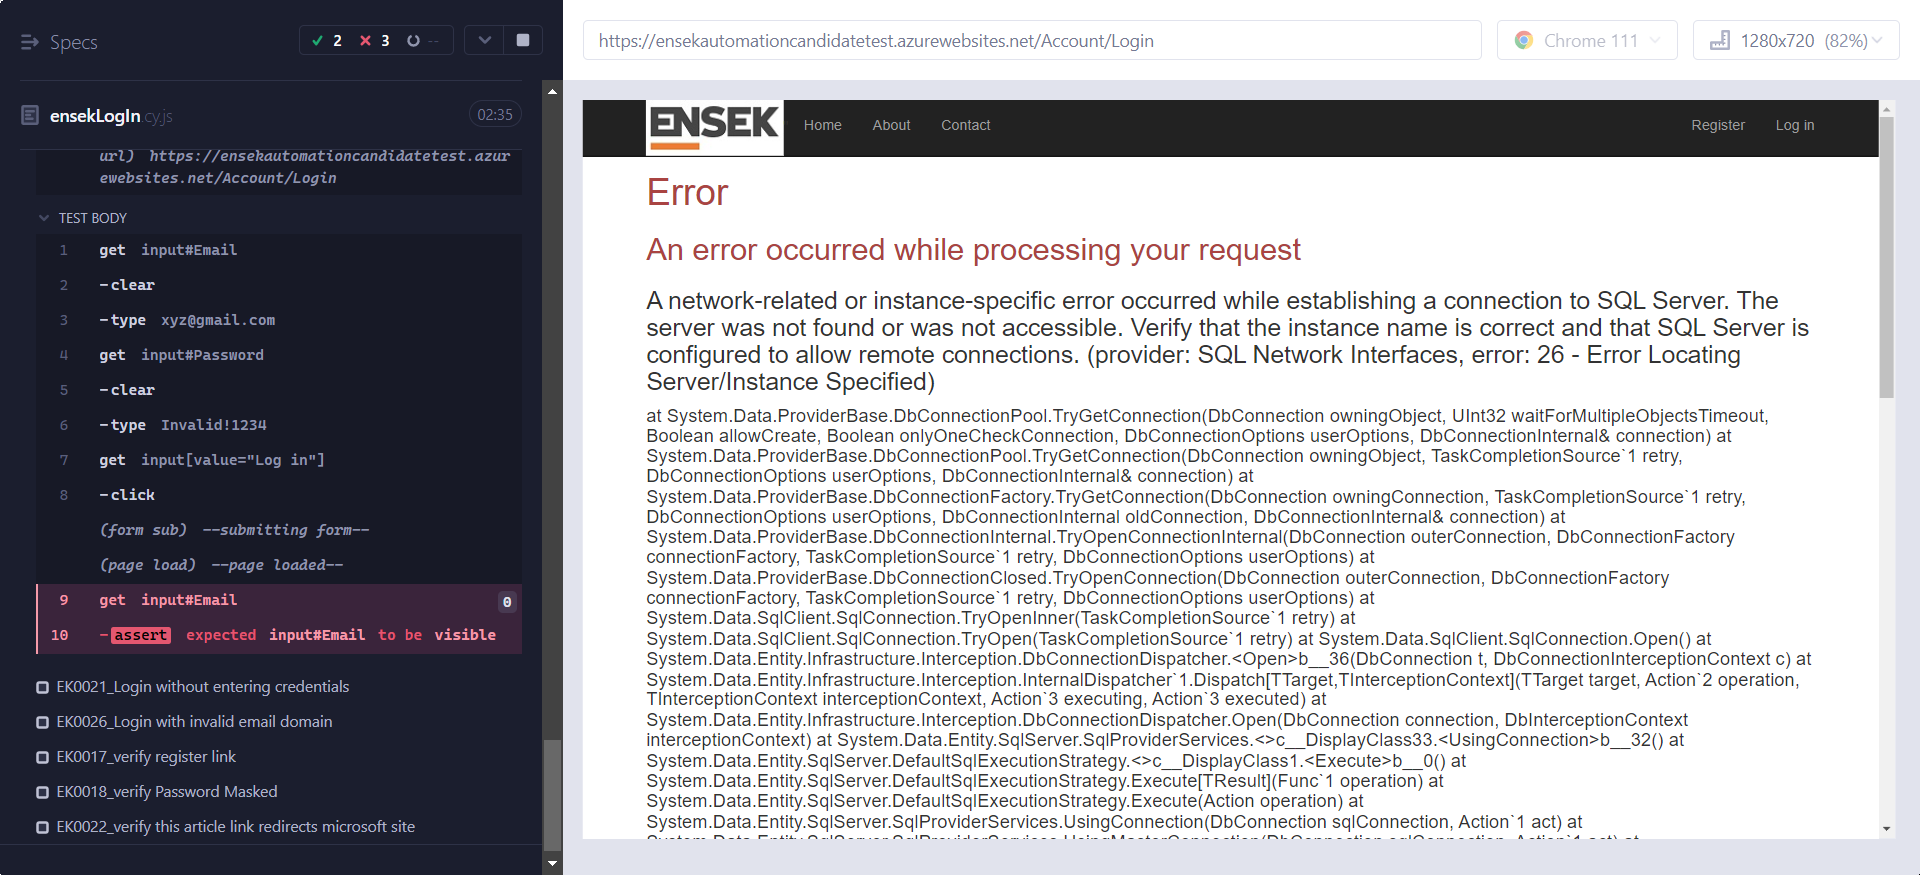 Specs
2
3
--
ensekLogIn.cy.js
02:35
url) https://ensekautomationcandidatetest.azur
ewebsites.net/Account/Login
TEST BODY
1 get input#Email
2 -clear
3 -type xyz@gmail.com
4 get input#Password
5 -clear
6 -type Invalid!1234
7 get input[value="Log in"]
8 -click
(form sub) --submitting form--
(page load) --page loaded--
9 get input#Email 0
10 -assert expected input#Email to be visible
EK0021_Login without entering credentials
EK0026_Login with invalid email domain
EK0017_verify register link
EK0018_verify Password Masked
EK0022_verify this article link redirects microsoft site
https://ensekautomationcandidatetest.azurewebsites.net/Account/Login
Chrome 111
1280x720 (82%)
ENSEK
Home
About
Contact
Register
Log in
Error
An error occurred while processing your request
A network-related or instance-specific error occurred while establishing a connection to SQL Server. The
server was not found or was not accessible. Verify that the instance name is correct and that SQL Server is
configured to allow remote connections. (provider: SQL Network Interfaces, error: 26 - Error Locating
Server/Instance Specified)
at System.Data.ProviderBase.DbConnectionPool.TryGetConnection(DbConnection owningObject, UInt32 waitForMultipleObjectsTimeout,
Boolean allowCreate, Boolean onlyOneCheckConnection, DbConnectionOptions userOptions, DbConnectionInternal& connection) at
System.Data.ProviderBase.DbConnectionPool.TryGetConnection(DbConnection owningObject, TaskCompletionSource`1 retry,
DbConnectionOptions userOptions, DbConnectionInternal& connection) at
System.Data.ProviderBase.DbConnectionFactory.TryGetConnection(DbConnection owningConnection, TaskCompletionSource`1 retry,
DbConnectionOptions userOptions, DbConnectionInternal oldConnection, DbConnectionInternal& connection) at
System.Data.ProviderBase.DbConnectionInternal.TryOpenConnectionInternal(DbConnection outerConnection, DbConnectionFactory
connectionFactory, TaskCompletionSource`1 retry, DbConnectionOptions userOptions) at
System.Data.ProviderBase.DbConnectionClosed.TryOpenConnection(DbConnection outerConnection, DbConnectionFactory
connectionFactory, TaskCompletionSource`1 retry, DbConnectionOptions userOptions) at
System.Data.SqlClient.SqlConnection.TryOpenInner(TaskCompletionSource`1 retry) at
System.Data.SqlClient.SqlConnection.TryOpen(TaskCompletionSource`1 retry) at System.Data.SqlClient.SqlConnection.Open() at
System.Data.Entity.Infrastructure.Interception.DbConnectionDispatcher.<Open>b__36(DbConnection t, DbConnectionInterceptionContext c) at
System.Data.Entity.Infrastructure.Interception.InternalDispatcher`1.Dispatch[TTarget,TInterceptionContext](TTarget target, Action`2 operation,
TInterceptionContext interceptionContext, Action`3 executing, Action`3 executed) at
System.Data.Entity.Infrastructure.Interception.DbConnectionDispatcher.Open(DbConnection connection, DbInterceptionContext
interceptionContext) at System.Data.Entity.SqlServer.SqlProviderServices.<>c__DisplayClass33.<UsingConnection>b__32() at
System.Data.Entity.SqlServer.DefaultSqlExecutionStrategy.<>c__DisplayClass1.<Execute>b__0() at
System.Data.Entity.SqlServer.DefaultSqlExecutionStrategy.Execute[TResult](Func`1 operation) at
System.Data.Entity.SqlServer.DefaultSqlExecutionStrategy.Execute(Action operation) at
System.Data.Entity.SqlServer.SqlProviderServices.UsingConnection(DbConnection sqlConnection, Action`1 act) at
System.Data.Entity.SqlServer.SqlProviderServices.UsingMasterConnection(DbConnection sqlConnection, Action`1 act) at